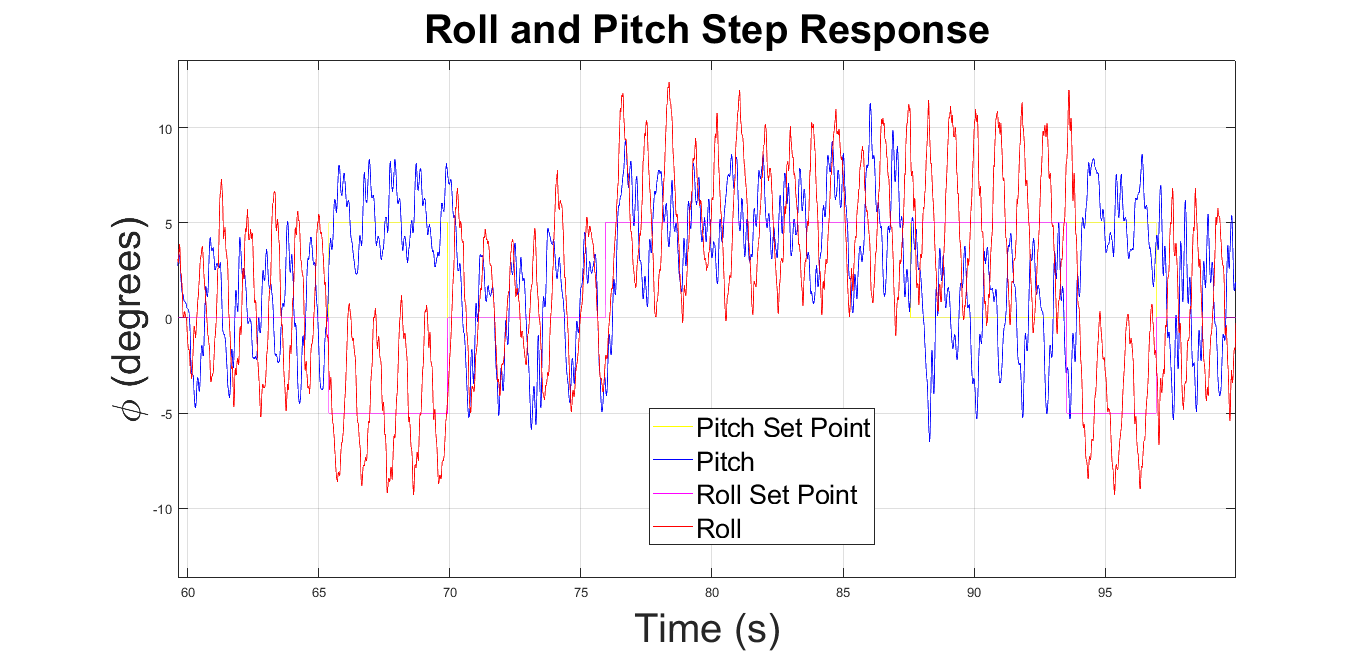 Roll and Pitch Step Response
10
5
0
-5
-10
ϕ (degrees)
Pitch Set Point
Pitch
Roll Set Point
Roll
60 65 70 75 80 85 90 95
Time (s)